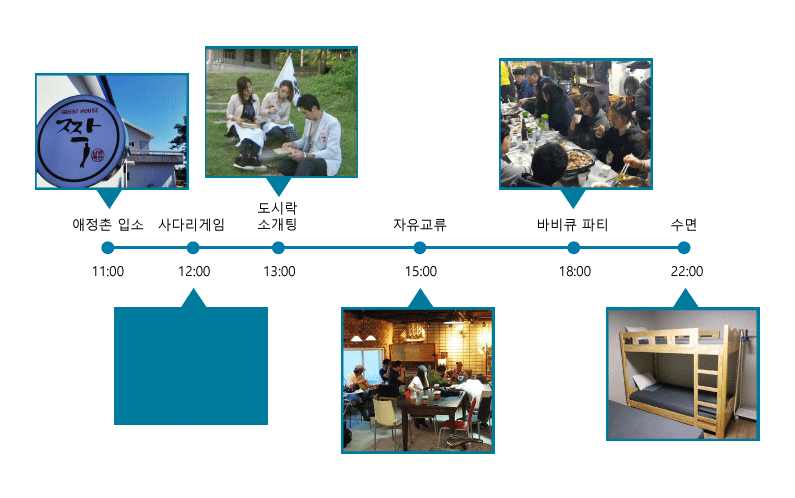 GUEST HOUSE
짝
애정촌 입소
사다리게임
도시락
소개팅
자유교류
바비큐 파티
수면
11:00
12:00
13:00
15:00
18:00
22:00
7